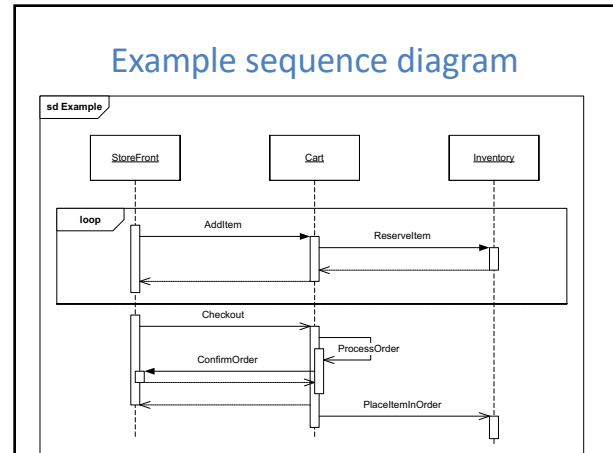 Example sequence diagram
sd Example
StoreFront
Cart
Inventory
loop
AddItem
ReserveItem
Checkout
ProcessOrder
ConfirmOrder
PlaceItemInOrder